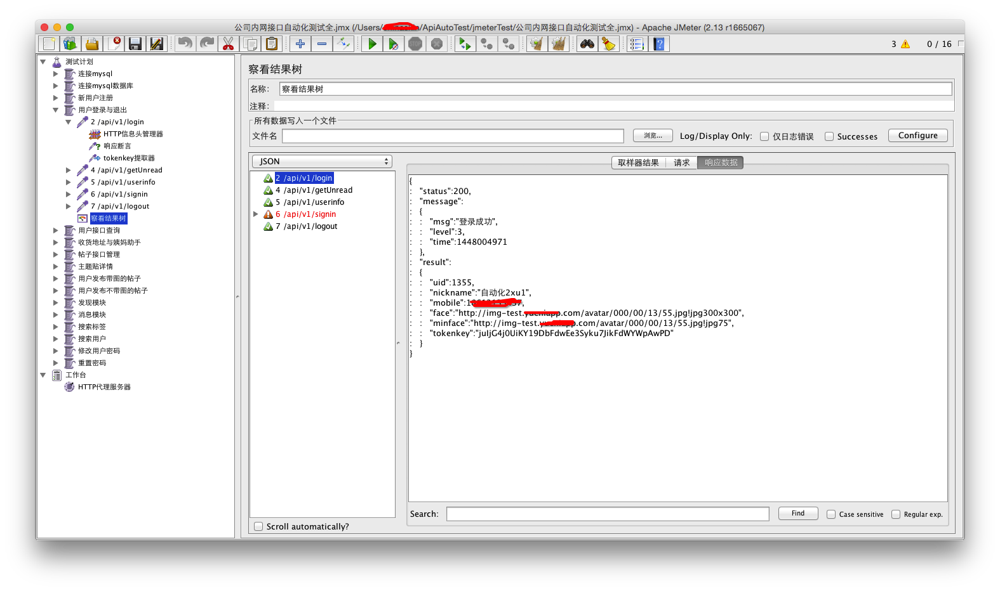 公司内网接口自动化测试全.jmx (/Users/ /ApiAutoTest/jmeterTest/公司内网接口自动化测试全.jmx) - Apache JMeter (2.13 r1665067)
3 0 / 16
测试计划
连接mysql
连接mysql数据库
新用户注册
用户登录与退出
2 /api/v1/login
HTTP信息头管理器
响应断言
tokenkey提取器
4 /api/v1/getUnread
5 /api/v1/userinfo
6 /api/v1/signin
7 /api/v1/logout
察看结果树
用户接口查询
收货地址与姨妈助手
帖子接口管理
主题贴详情
用户发布带图的帖子
用户发布不带图的帖子
发现模块
消息模块
搜索标签
搜索用户
修改用户密码
重置密码
工作台
HTTP代理服务器
察看结果树
名称: 察看结果树
注释:
所有数据写入一个文件
文件名 浏览... Log/Display Only: 仅日志错误 Successes Configure
JSON
2 /api/v1/login
4 /api/v1/getUnread
5 /api/v1/userinfo
6 /api/v1/signin
7 /api/v1/logout
Scroll automatically?
取样器结果 请求 响应数据
{
: "status":200,
: "message":
: {
: : "msg":"登录成功",
: : "level":3,
: : "time":1448004971
: },
: "result":
: {
: : "uid":1355,
: : "nickname":"自动化2xu1",
: : "mobile": ,
: : "face":"http://img-test. .com/avatar/000/00/13/55.jpg!jpg300x300",
: : "minface":"http://img-test. .com/avatar/000/00/13/55.jpg!jpg75",
: : "tokenkey":"juIjG4j0UiKY19DbFdwEe3Syku7JikFdWYWpAwPD"
: }
}
Search: Find Case sensitive Regular exp.